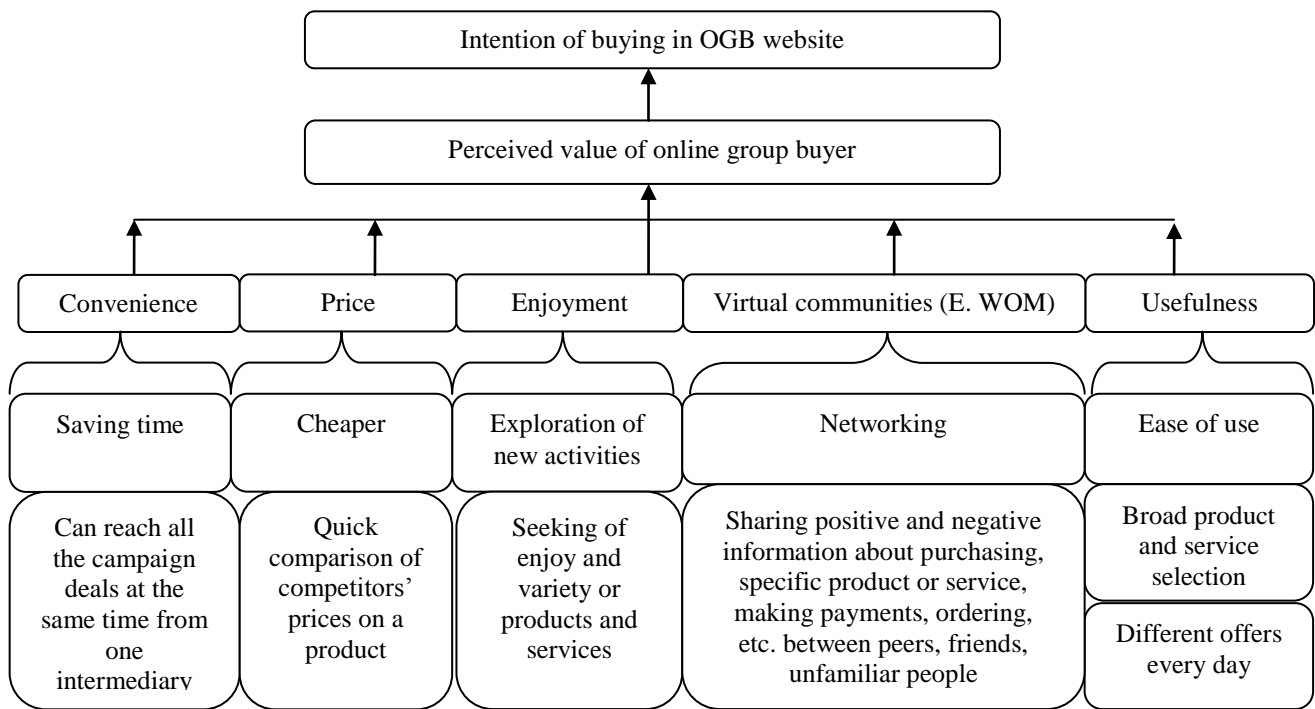 Intention of buying in OGB website
Perceived value of online group buyer
Convenience
Price
Enjoyment
Virtual communities (E. WOM)
Usefulness
Saving time
Cheaper
Exploration of
new activities
Networking
Ease of use
Can reach all
the campaign
deals at the
same time from
one
intermediary
Quick
comparison of
competitors’
prices on a
product
Seeking of
enjoy and
variety or
products and
services
Sharing positive and negative
information about purchasing,
specific product or service,
making payments, ordering,
etc. between peers, friends,
unfamiliar people
Broad product
and service
selection
Different offers
every day